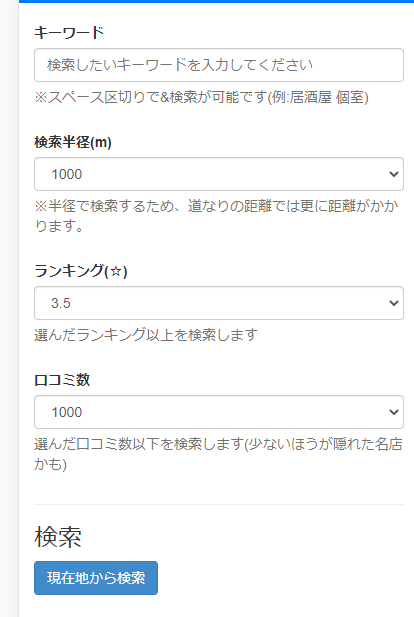 キーワード
検索したいキーワードを入力してください
※スペース区切りで&検索が可能です(例:居酒屋 個室)
検索半径(m)
1000
※半径で検索するため、道なりの距離では更に距離がかか
ります。
ランキング(☆)
3.5
選んだランキング以上を検索します
口コミ数
1000
選んだ口コミ数以下を検索します(少ないほうが隠れた名店
かも)
検索
現在地から検索